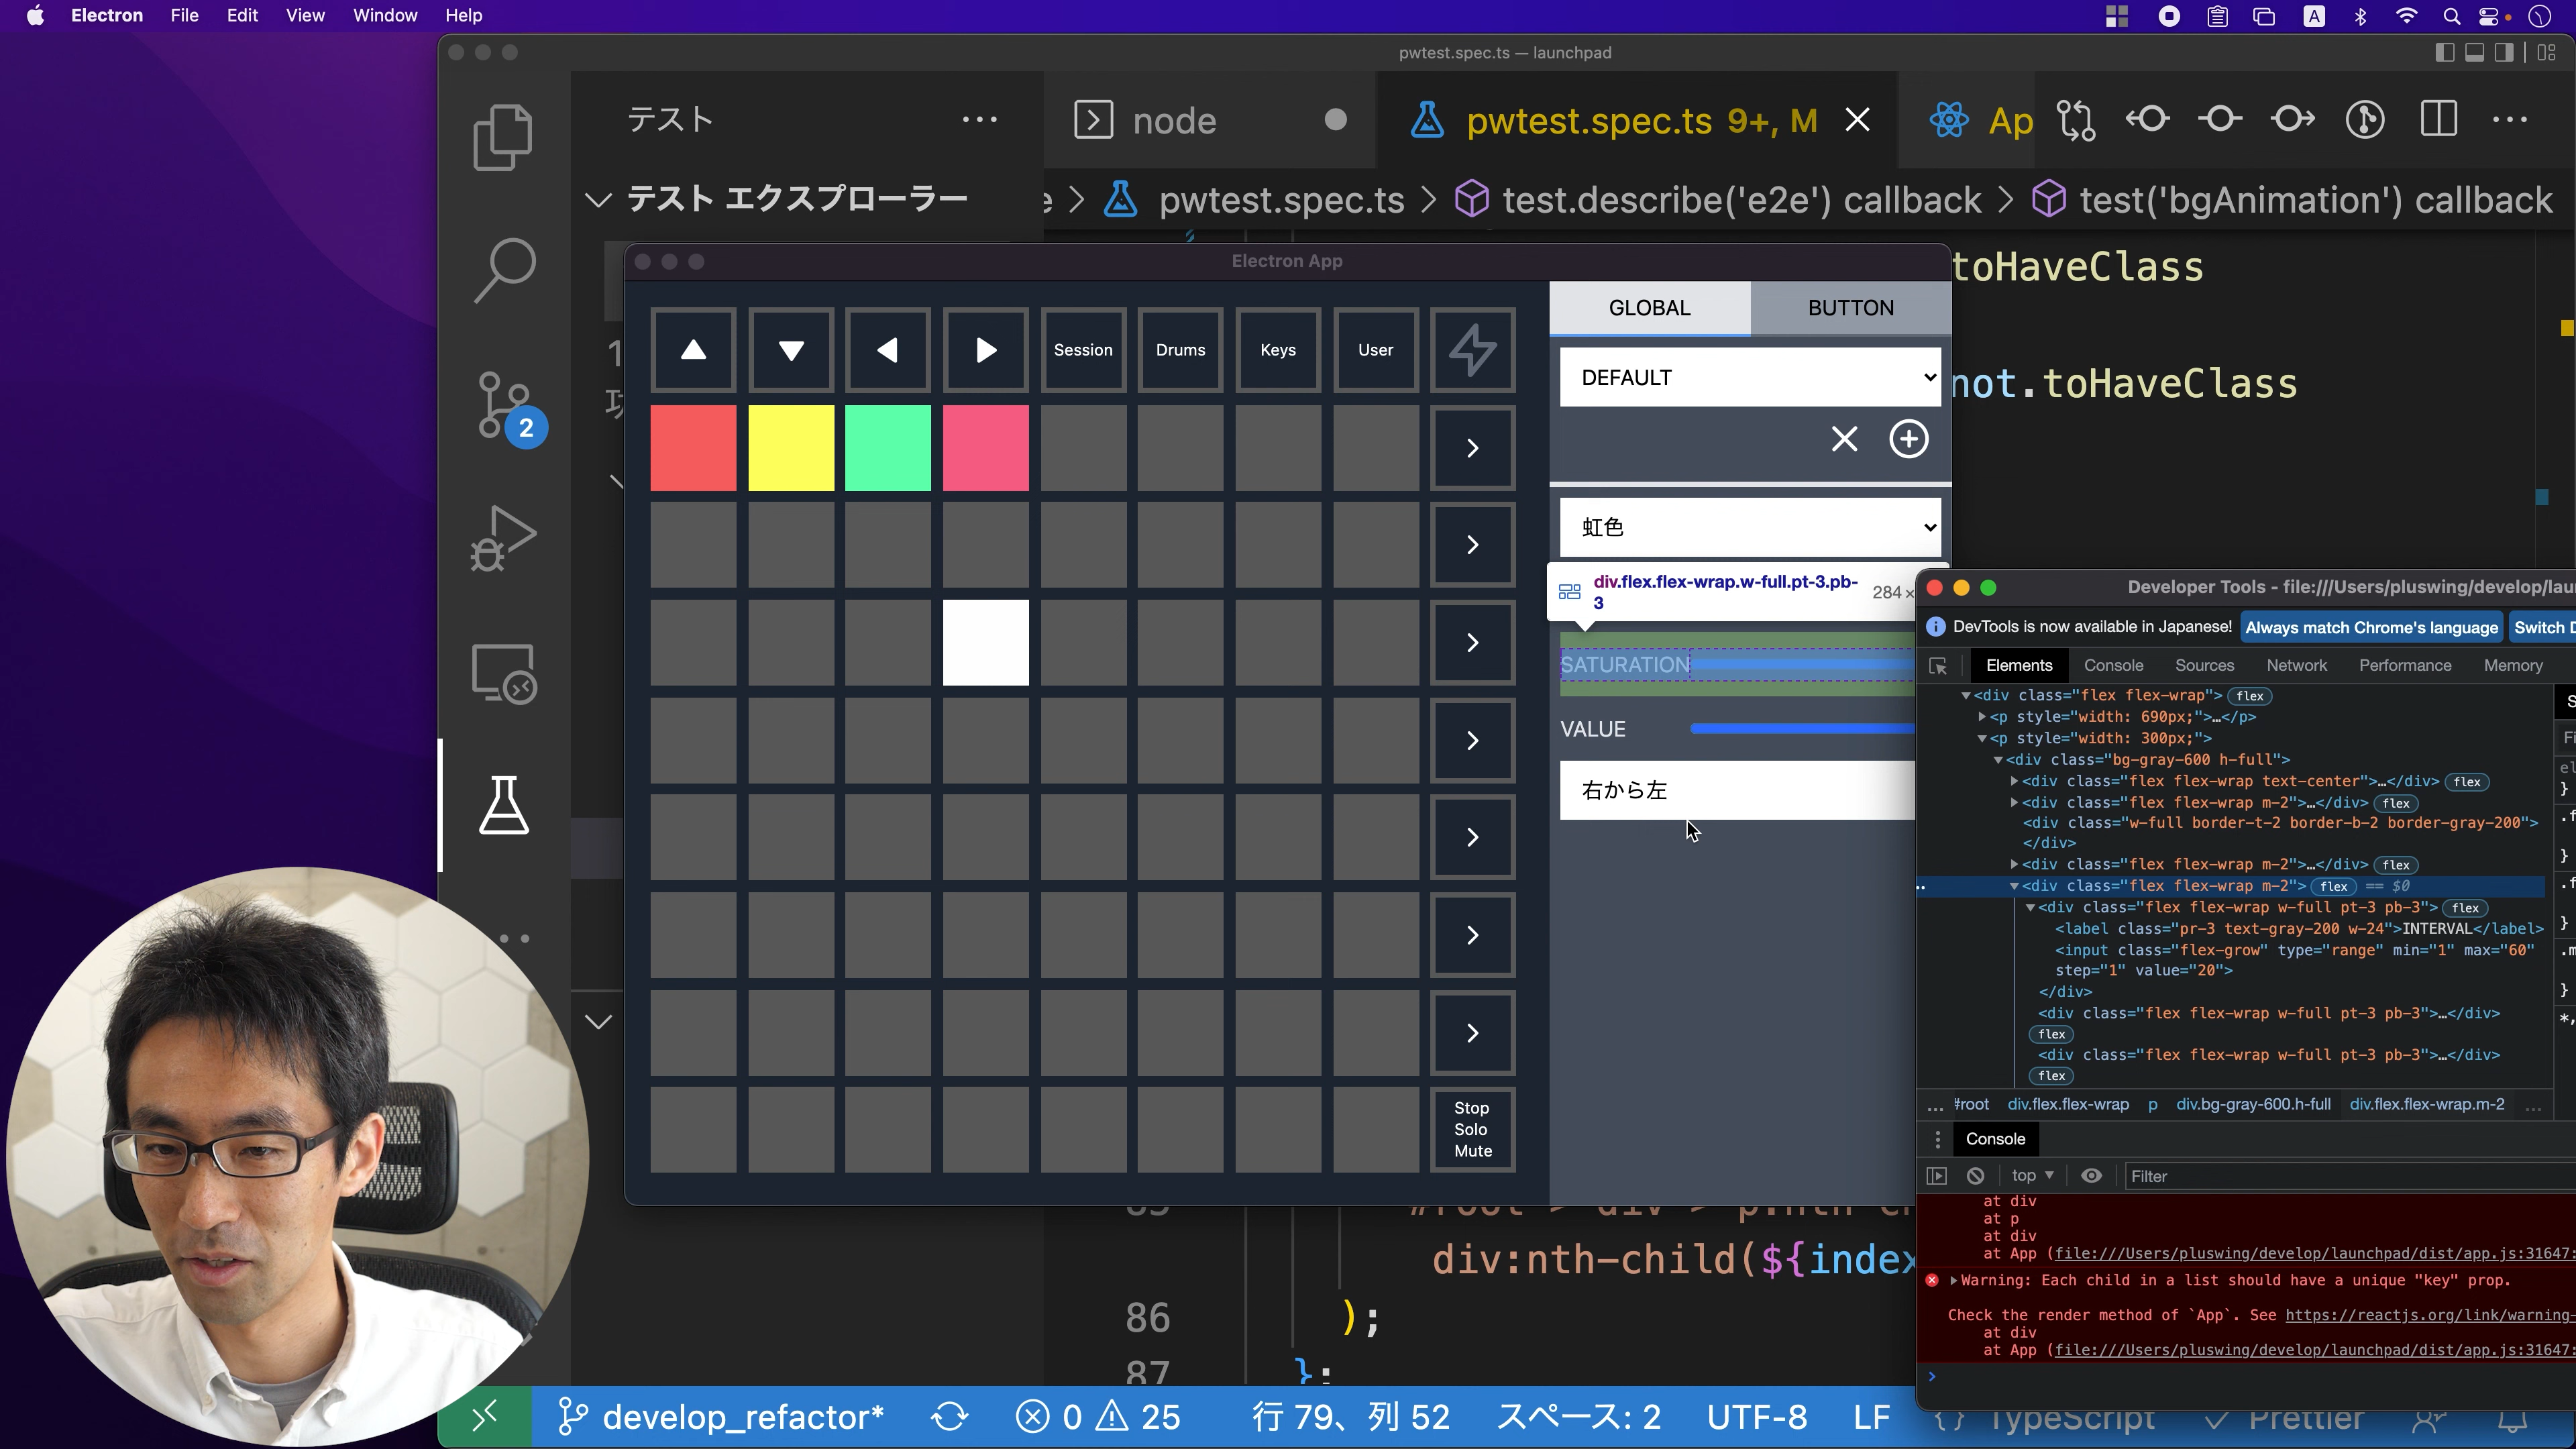 Electron File Edit View Window Help
A
pwtest.spec.ts — launchpad
テスト
node
pwtest.spec.ts 9+, M
Ap
テスト エクスプローラー
pwtest.spec.ts > test.describe('e2e') callback > test('bgAnimation') callback
Electron App
toHaveClass
not.toHaveClass
GLOBAL
BUTTON
Session
Drums
Keys
User
DEFAULT
虹色
div.flex.flex-wrap.w-full.pt-3.pb-
3
284 ×
SATURATION
VALUE
右から左
Stop
Solo
Mute
2
Developer Tools - file:///Users/pluswing/develop/lau
DevTools is now available in Japanese! Always match Chrome's language Switch D
Elements Console Sources Network Performance Memory
<div class="flex flex-wrap"> flex
<p style="width: 690px;">…</p>
<p style="width: 300px;">
<div class="bg-gray-600 h-full">
<div class="flex flex-wrap text-center">…</div> flex
<div class="flex flex-wrap m-2">…</div> flex
<div class="w-full border-t-2 border-b-2 border-gray-200">
</div>
<div class="flex flex-wrap m-2">…</div> flex
<div class="flex flex-wrap m-2"> flex == $0
<div class="flex flex-wrap w-full pt-3 pb-3"> flex
<label class="pr-3 text-gray-200 w-24">INTERVAL</label>
<input class="flex-grow" type="range" min="1" max="60"
step="1" value="20">
</div>
<div class="flex flex-wrap w-full pt-3 pb-3">…</div>
flex
<div class="flex flex-wrap w-full pt-3 pb-3">…</div>
flex
… #root div.flex.flex-wrap p div.bg-gray-600.h-full div.flex.flex-wrap.m-2 …
Console
top
Filter
at div
at p
at div
at App (file:///Users/pluswing/develop/launchpad/dist/app.js:31647:
Warning: Each child in a list should have a unique "key" prop.
Check the render method of `App`. See https://reactjs.org/link/warning-
at div
at App (file:///Users/pluswing/develop/launchpad/dist/app.js:31647:
div:nth-child(${index
86 );
87 };
develop_refactor* 0 25 行 79、列 52 スペース: 2 UTF-8 LF {} TypeScript Prettier